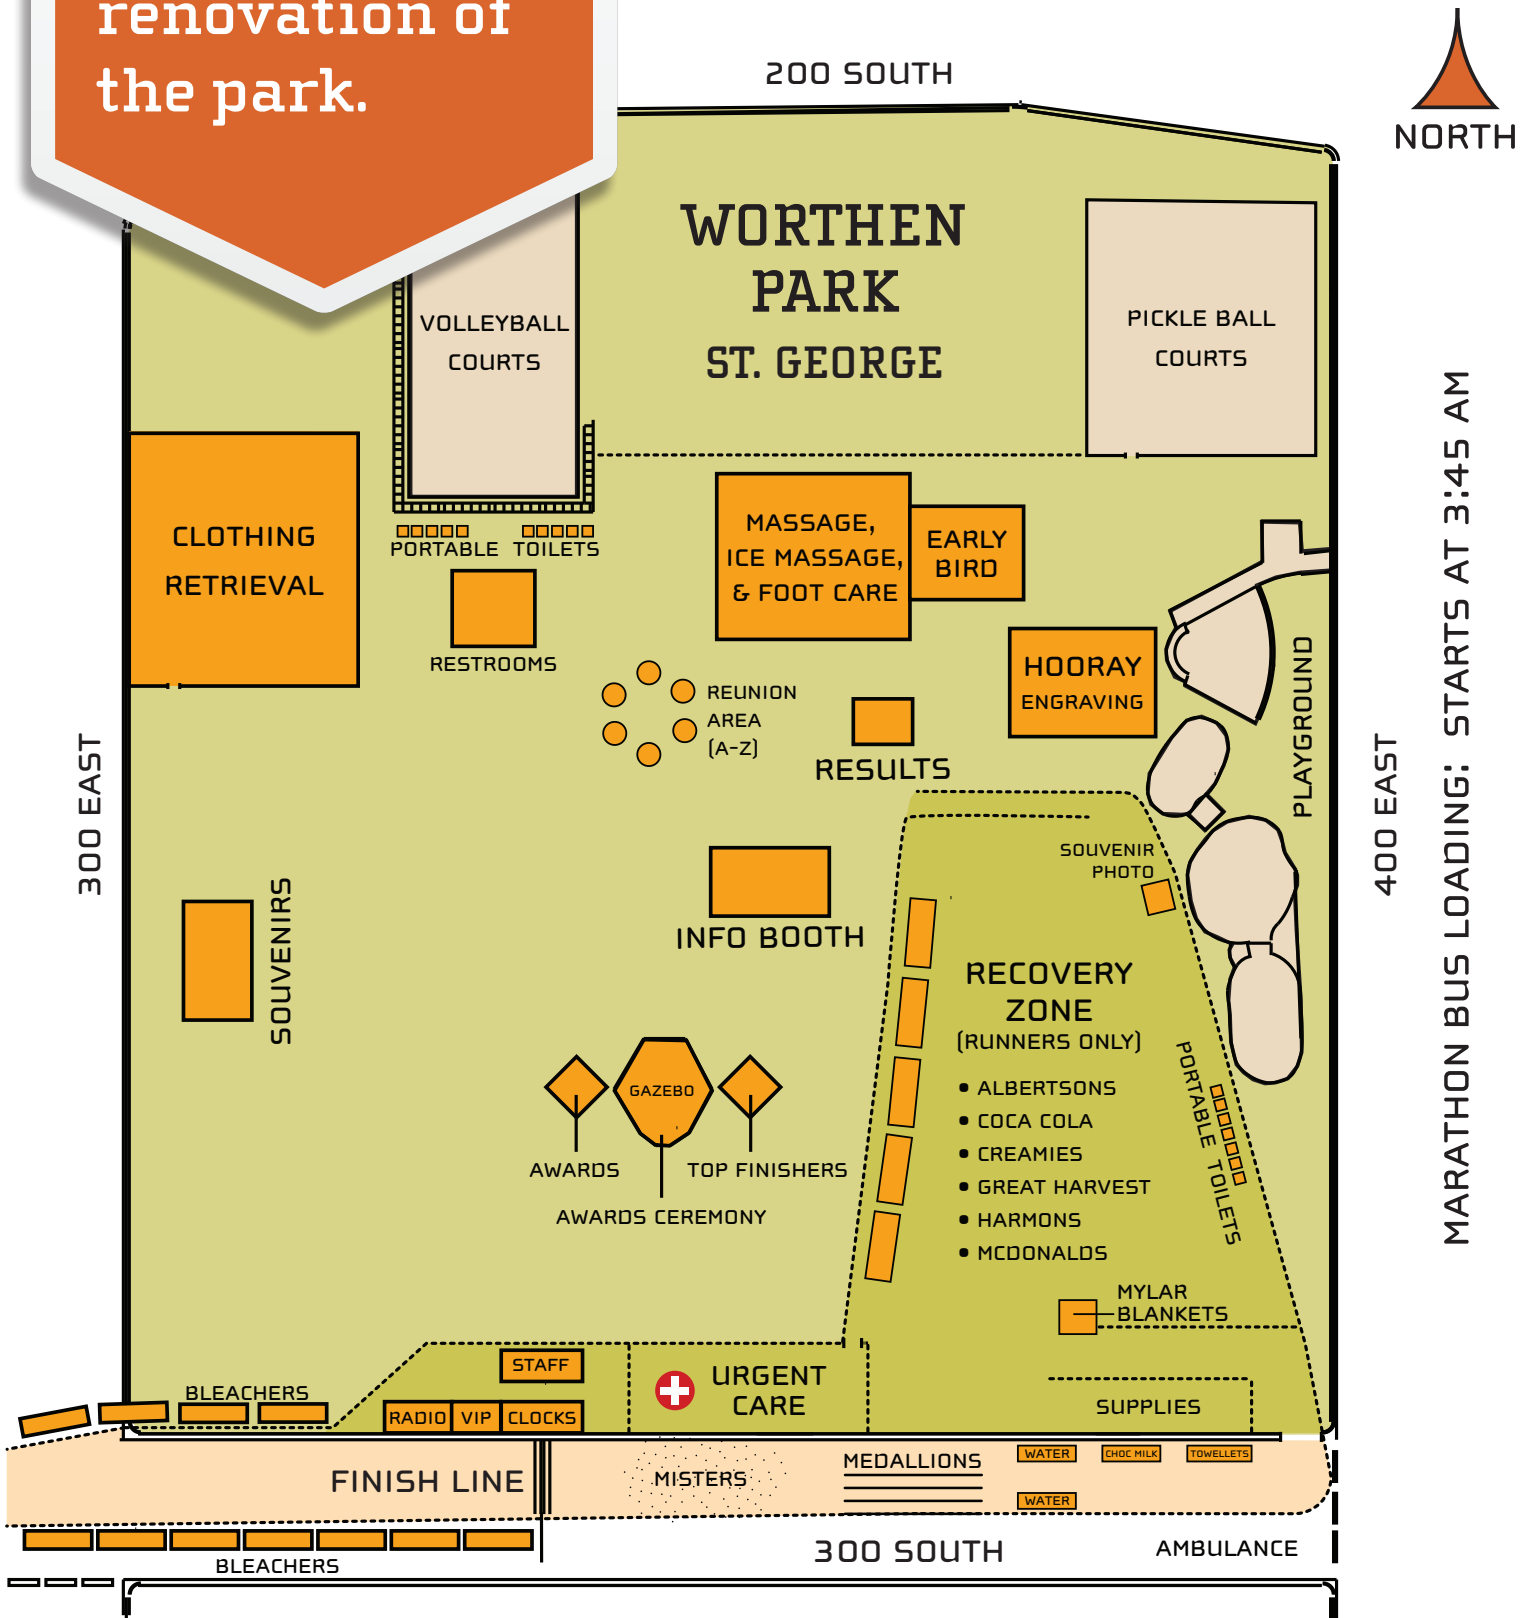 renovation of
the park.
200 SOUTH
NORTH
WORTHEN
PARK
ST. GEORGE
VOLLEYBALL
COURTS
PICKLE BALL
COURTS
CLOTHING
RETRIEVAL
PORTABLE TOILETS
RESTROOMS
MASSAGE,
ICE MASSAGE,
& FOOT CARE
EARLY
BIRD
HOORAY
ENGRAVING
REUNION
AREA
(A-Z)
RESULTS
PLAYGROUND
300 EAST
400 EAST
MARATHON BUS LOADING: STARTS AT 3:45 AM
SOUVENIRS
INFO BOOTH
SOUVENIR
PHOTO
RECOVERY
ZONE
(RUNNERS ONLY)
• ALBERTSONS
• COCA COLA
• CREAMIES
• GREAT HARVEST
• HARMONS
• MCDONALDS
PORTABLE TOILETS
GAZEBO
AWARDS
TOP FINISHERS
AWARDS CEREMONY
MYLAR
BLANKETS
STAFF
URGENT
CARE
BLEACHERS
RADIO
VIP
CLOCKS
SUPPLIES
FINISH LINE
MISTERS
MEDALLIONS
WATER
CHOC MILK
TOWELLETS
WATER
300 SOUTH
AMBULANCE
BLEACHERS